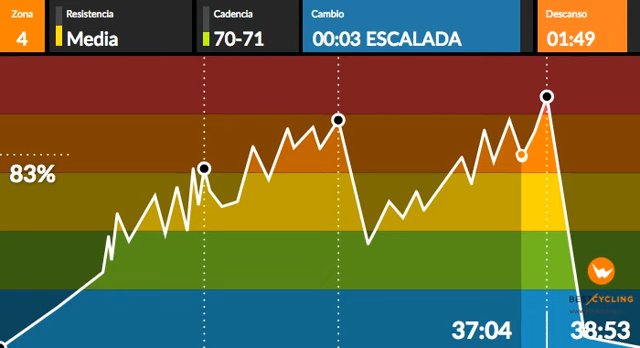 Zona
4
Resistencia
Media
Cadencia
70-71
Cambio
00:03 ESCALADA
Descanso
01:49
83%
CYCLING
37:04
38:53